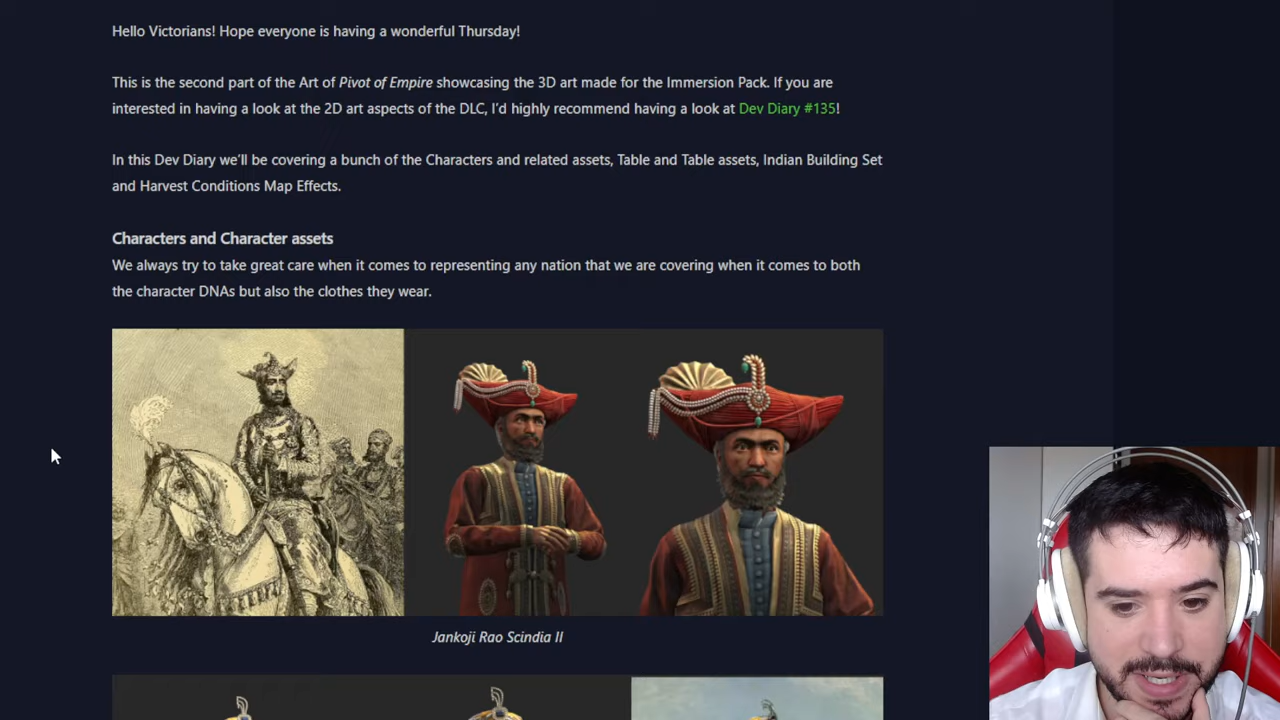 Hello Victorians! Hope everyone is having a wonderful Thursday!
This is the second part of the Art of Pivot of Empire showcasing the 3D art made for the Immersion Pack. If you are
interested in having a look at the 2D art aspects of the DLC, I'd highly recommend having a look at Dev Diary #135!
In this Dev Diary we'll be covering a bunch of the Characters and related assets, Table and Table assets, Indian Building Set
and Harvest Conditions Map Effects.
Characters and Character assets
We always try to take great care when it comes to representing any nation that we are covering when it comes to both
the character DNAs but also the clothes they wear.
Jankoji Rao Scindia II